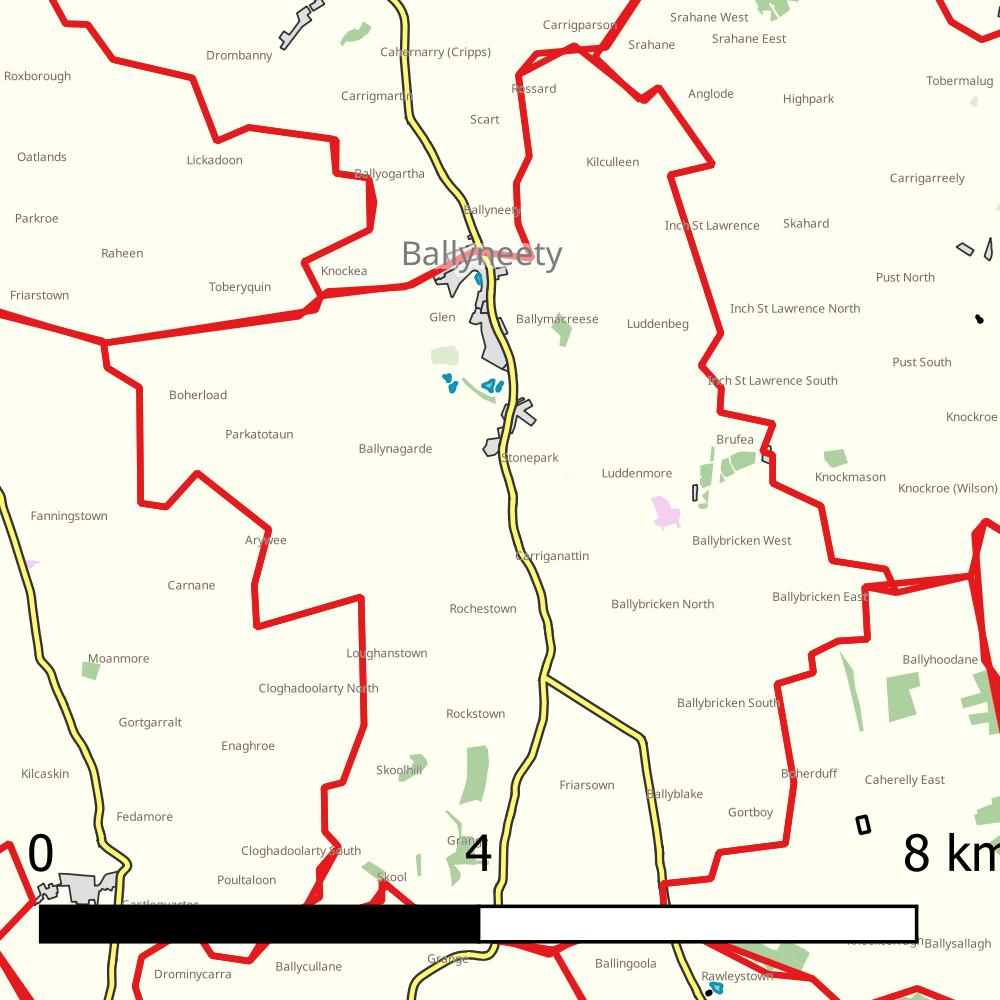 Srahane West
Carrigparson
Srahane Eest
Srahane
Cahernarry (Cripps)
Drombanny
Roxborough
Tobermalug
Rossard
Carrigmartin
Anglode
Highpark
Scart
Oatlands
Lickadoon
Kilculleen
Ballyogartha
Carrigareely
Ballyneety
Parkroe
Inch St Lawrence
Skahard
Raheen
Ballyneety
Knockea
Pust North
Toberyquin
Friarstown
Inch St Lawrence North
Glen
Ballymacreese
Luddenbeg
Pust South
Inch St Lawrence South
Boherload
Knockroe
Parkatotaun
Brufea
Ballynagarde
Stonepark
Luddenmore
Knockmason
Knockroe (Wilson)
Fanningstown
Arywee
Ballybricken West
Carriganattin
Carnane
Ballybricken East
Rochestown
Ballybricken North
Loughanstown
Moanmore
Ballyhoodane
Cloghadoolarty North
Ballybricken South
Rockstown
Gortgarralt
Enaghroe
Skoolhill
Kilcaskin
Boherduff
Caherelly East
Friarsown
Ballyblake
Gortboy
Fedamore
0
4
8 km
Cloghadoolarty South
Poultaloon
Skool
Castlequarter
Ballysallagh
Grange
Ballingoola
Ballycullane
Drominycarra
Rawleystown